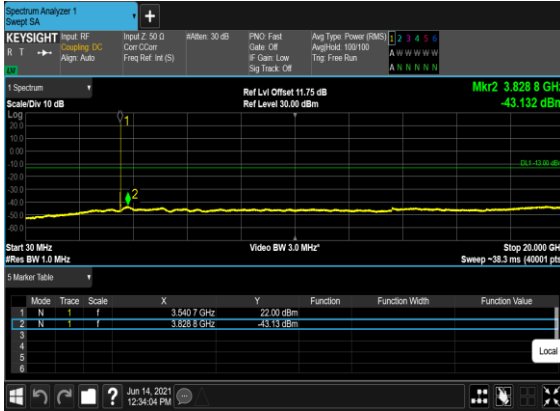 Spectrum Analyzer 1
Swept SA
+
KEYSIGHT
R T
Input: RF
Coupling: DC
Align: Auto
Input Z: 50 Ω
Corr CCorr
Freq Ref: Int (S)
#Atten: 30 dB
PNO: Fast
Gate: Off
IF Gain: Low
Sig Track: Off
Avg Type: Power (RMS)
Avg|Hold: 100/100
Trig: Free Run
1 2 3 4 5 6
A W W W W W
A N N N N N
1 Spectrum
Scale/Div 10 dB
Ref Lvl Offset 11.75 dB
Ref Level 30.00 dBm
Mkr2 3.828 8 GHz
-43.132 dBm
Log
20.0
10.0
0.00
-10.0
-20.0
-30.0
-40.0
-50.0
-60.0
1
2
DL1 -13.00 dBm
Start 30 MHz
#Res BW 1.0 MHz
Video BW 3.0 MHz*
Stop 20.000 GH
Sweep ~38.3 ms (40001 pts
5 Marker Table
Mode Trace Scale X Y Function Function Width Function Value
1 N 1 f 3.540 7 GHz 22.00 dBm
2 N 1 f 3.828 8 GHz -43.13 dBm
3
4
5
6
Local
?
Jun 14, 2021
12:34:04 PM